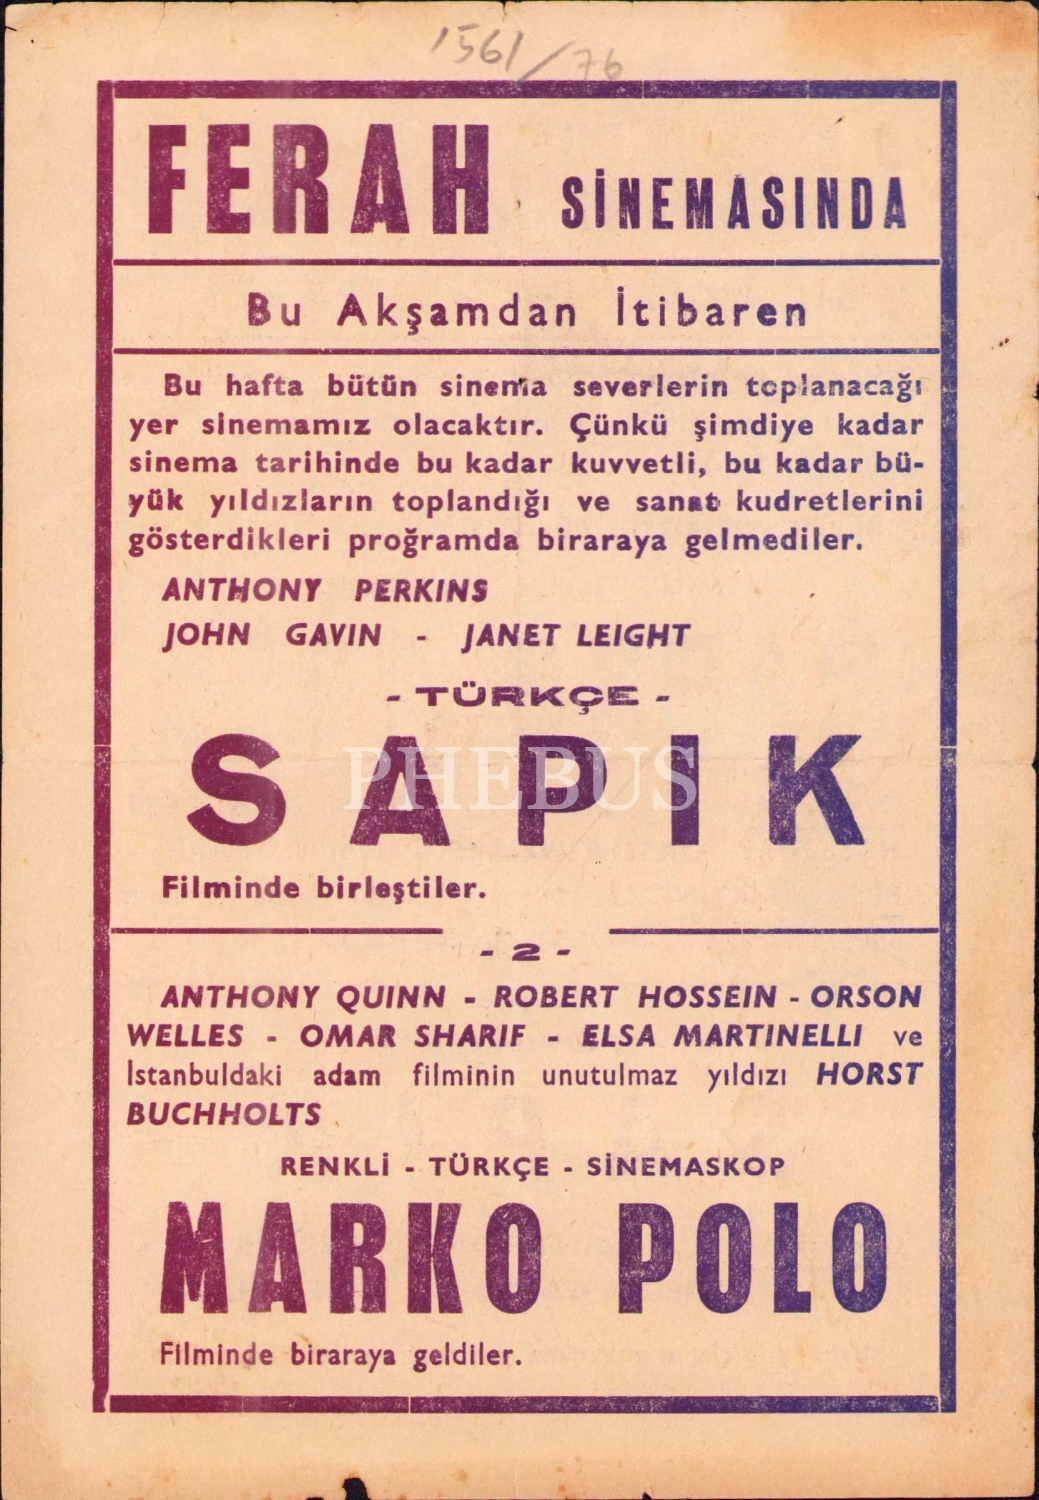 1561/76
FERAH SİNEMASINDA
Bu Akşamdan İtibaren
Bu hafta bütün sinema severlerin toplanacağı
yer sinemamız olacaktır. Çünkü şimdiye kadar
sinema tarihinde bu kadar kuvvetli, bu kadar bü-
yük yıldızların toplandığı ve sanat kudretlerini
gösterdikleri proğramda biraraya gelmediler.
ANTHONY PERKINS
JOHN GAVIN - JANET LEIGHT
- TÜRKÇE -
SAPIK
PHEBUS
Filminde birleştiler.
- 2 -
ANTHONY QUINN - ROBERT HOSSEIN - ORSON
WELLES - OMAR SHARIF - ELSA MARTINELLI ve
İstanbuldaki adam filminin unutulmaz yıldızı HORST
BUCHHOLTS
RENKLİ - TÜRKÇE - SİNEMASKOP
MARKO POLO
Filminde biraraya geldiler.